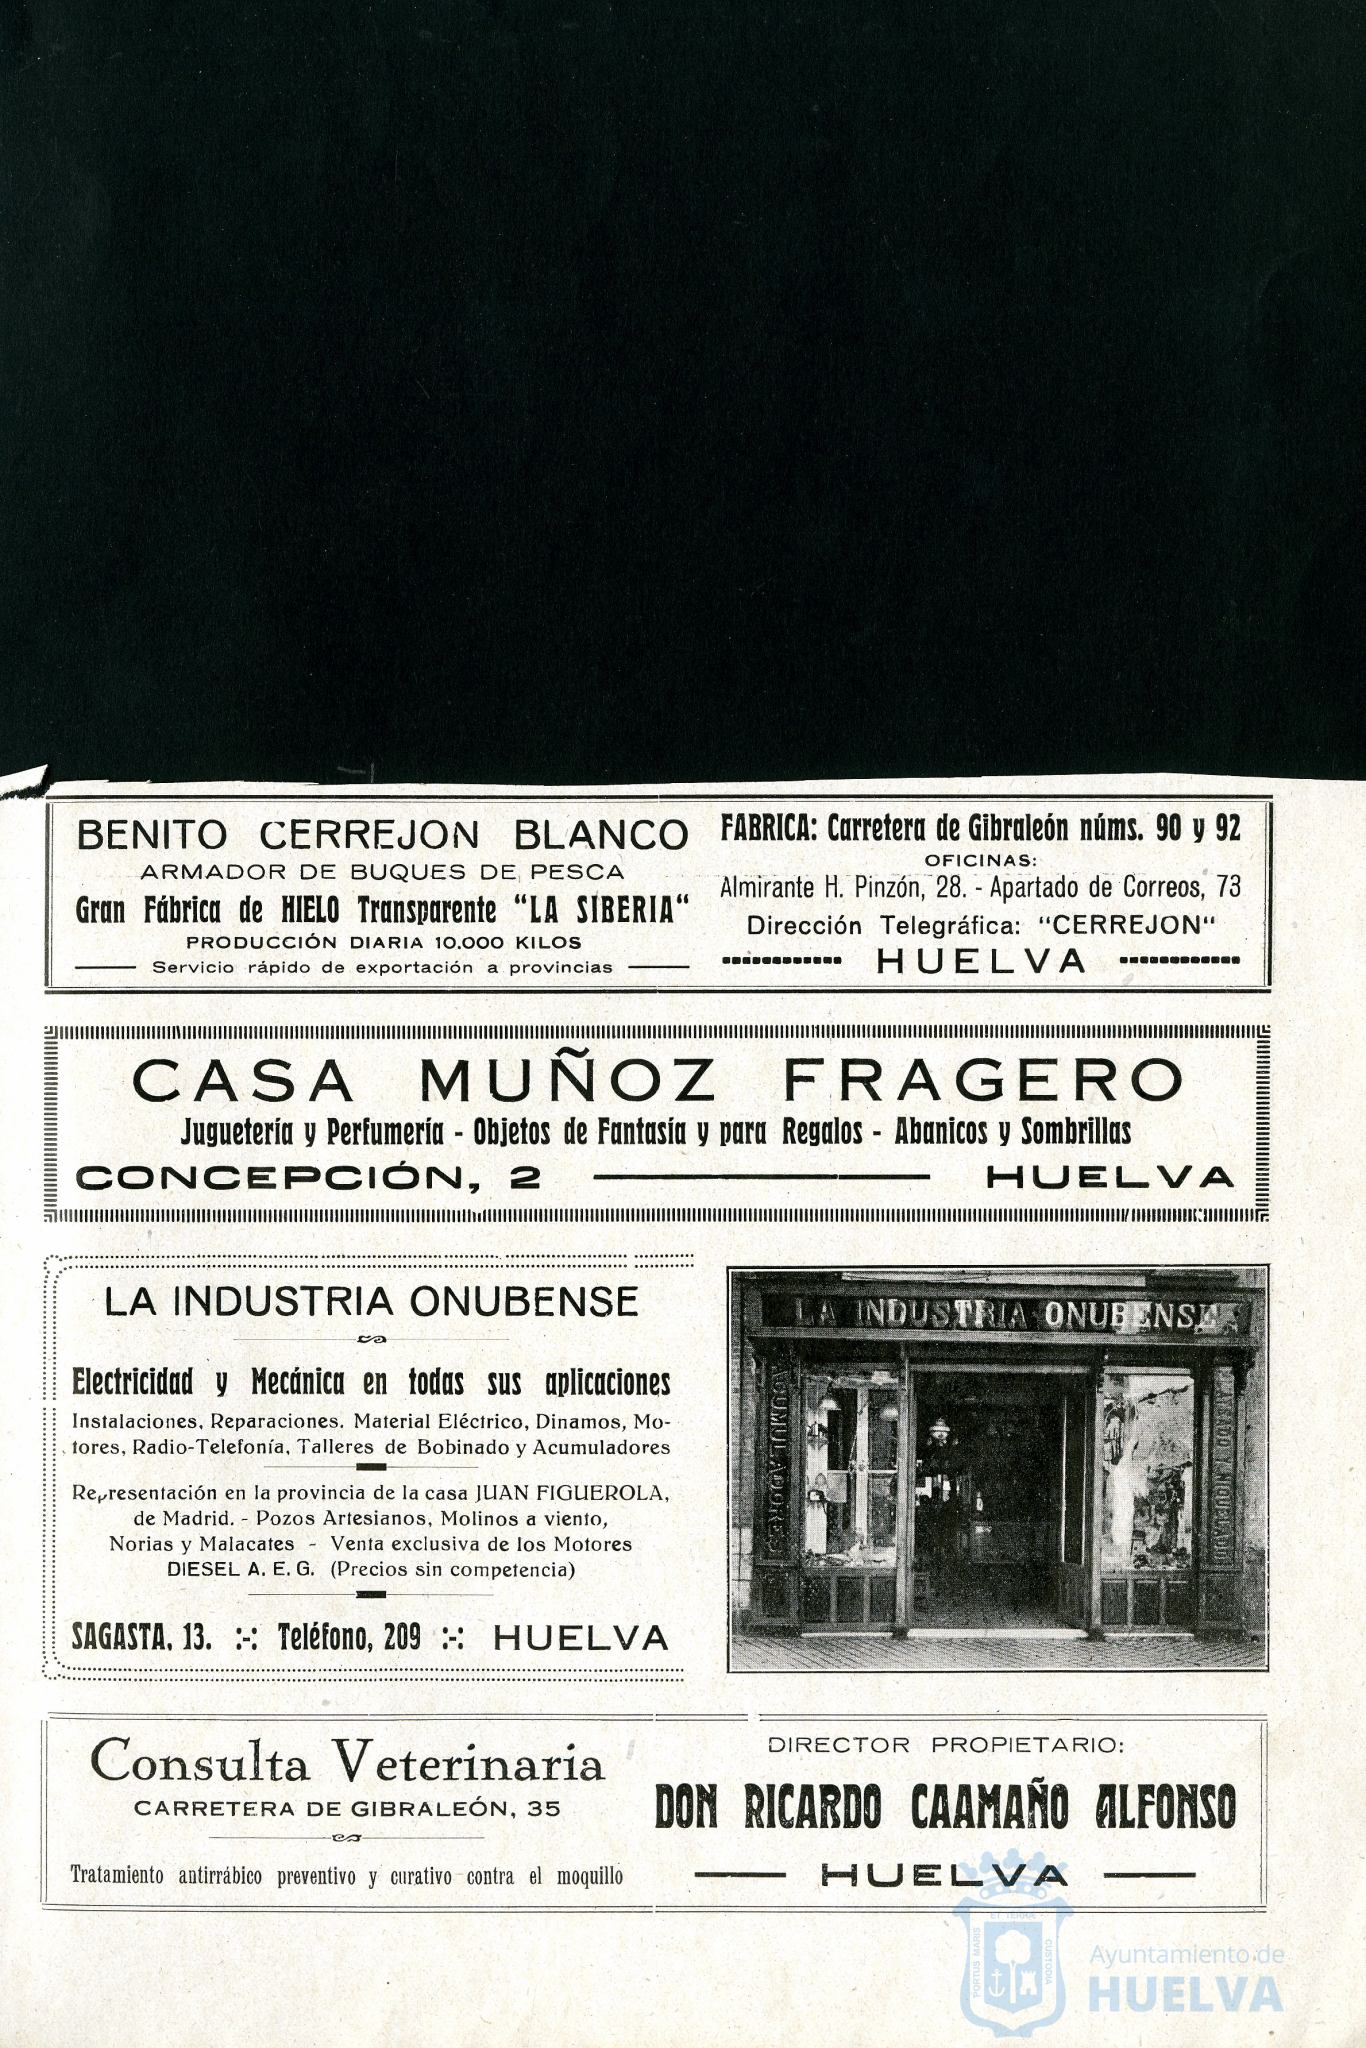 BENITO CERREJON BLANCO
ARMADOR DE BUQUES DE PESCA
Gran Fábrica de HIELO Transparente "LA SIBERIA"
PRODUCCIÓN DIARIA 10.000 KILOS
Servicio rápido de exportación a provincias
FABRICA: Carretera de Gibraleón núms. 90 y 92
OFICINAS:
Almirante H. Pinzón, 28. - Apartado de Correos, 73
Dirección Telegráfica: "CERREJON"
HUELVA
CASA MUÑOZ FRAGERO
Juguetería y Perfumería - Objetos de Fantasía y para Regalos - Abanicos y Sombrillas
CONCEPCIÓN, 2 HUELVA
LA INDUSTRIA ONUBENSE
Electricidad y Mecánica en todas sus aplicaciones
Instalaciones, Reparaciones. Material Eléctrico, Dinamos, Mo-
tores, Radio-Telefonía, Talleres de Bobinado y Acumuladores
Representación en la provincia de la casa JUAN FIGUEROLA,
de Madrid. - Pozos Artesianos, Molinos a viento,
Norias y Malacates - Venta exclusiva de los Motores
DIESEL A. E. G. (Precios sin competencia)
SAGASTA, 13. :-: Teléfono, 209 :-: HUELVA
LA INDUSTRIA ONUBENSE
ACUMULADORES
Y NIQUELADO
Consulta Veterinaria
CARRETERA DE GIBRALEÓN, 35
Tratamiento antirrábico preventivo y curativo contra el moquillo
DIRECTOR PROPIETARIO:
DON RICARDO CAAMAÑO ALFONSO
HUELVA
PORTUS MARIS
ET TERRÆ
CUSTODIA
Ayuntamiento de
HUELVA